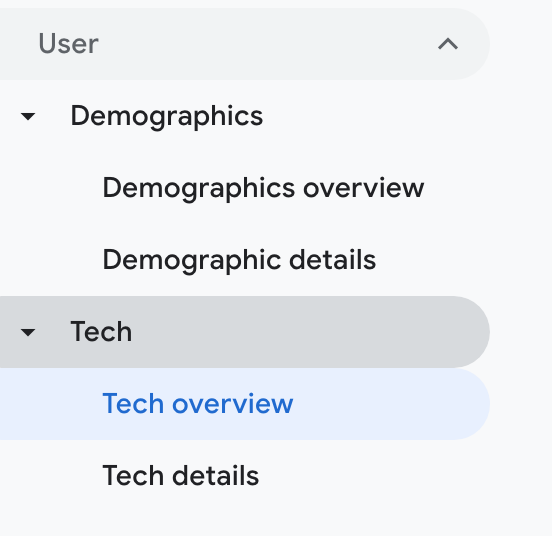 User
Demographics
Demographics overview
Demographic details
Tech
Tech overview
Tech details